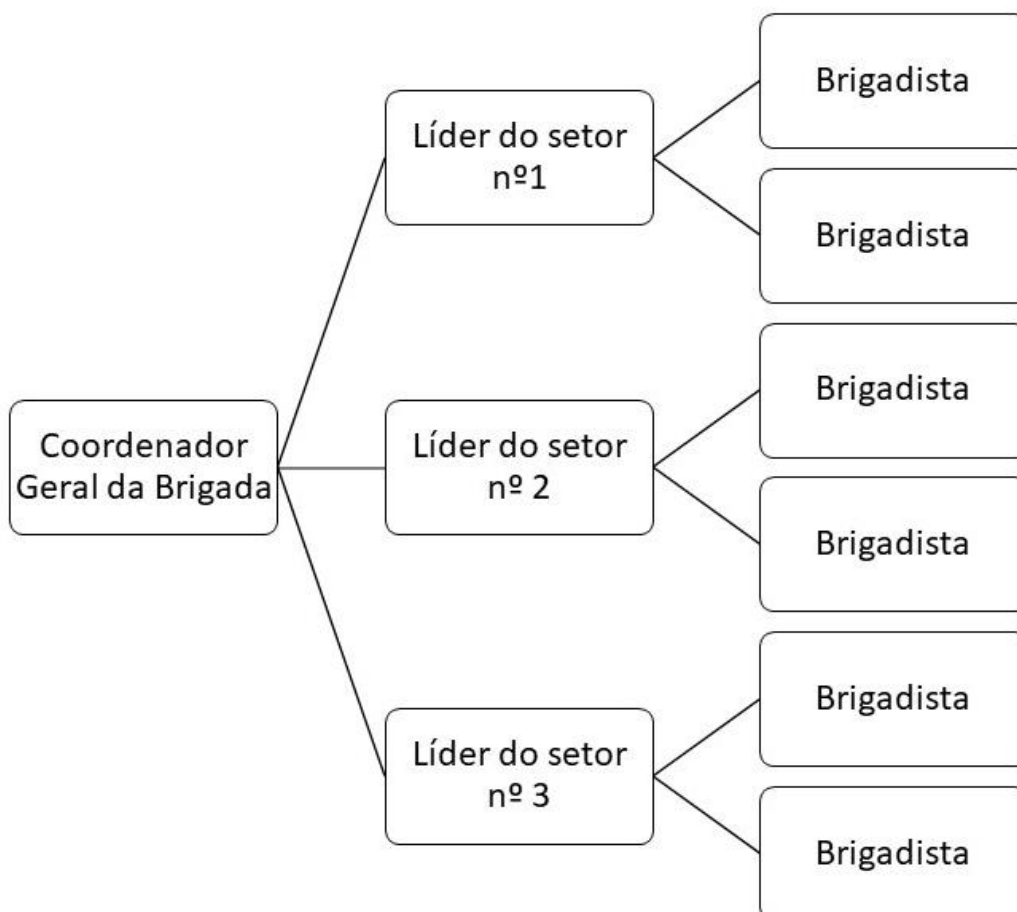 Coordenador
Geral da Brigada
Líder do setor
nº1
Brigadista
Brigadista
Líder do setor
nº 2
Brigadista
Brigadista
Líder do setor
nº 3
Brigadista
Brigadista